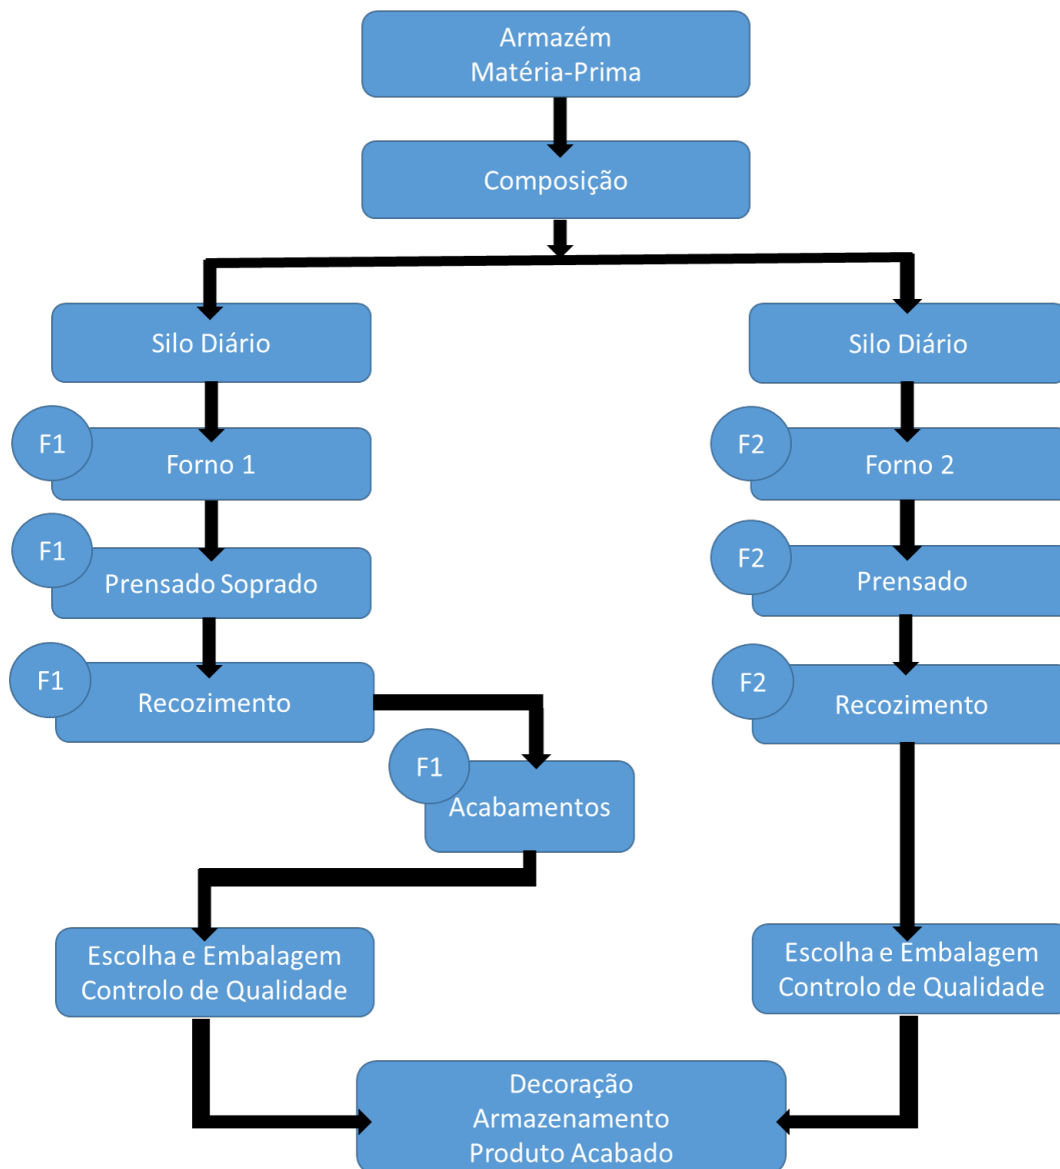 Armazém
Matéria-Prima
Composição
Silo Diário
Silo Diário
F1
Forno 1
F2
Forno 2
F1
Prensado Soprado
F2
Prensado
F1
Recozimento
F2
Recozimento
F1
Acabamentos
Escolha e Embalagem
Controlo de Qualidade
Escolha e Embalagem
Controlo de Qualidade
Decoração
Armazenamento
Produto Acabado